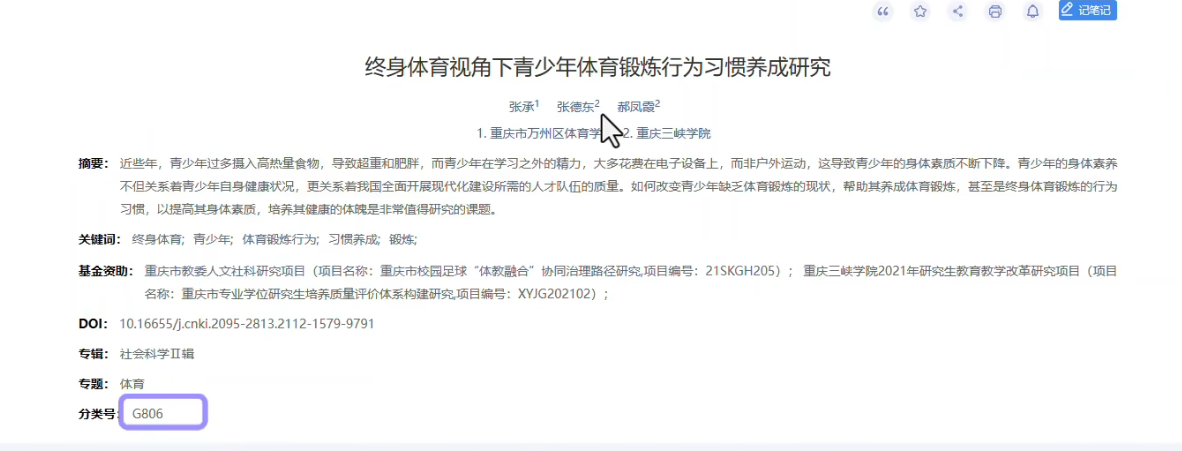 记笔记
终身体育视角下青少年体育锻炼行为习惯养成研究
张承1 张德东2 郝凤霞2
1. 重庆市万州区体育学 2. 重庆三峡学院
摘要： 近些年，青少年过多摄入高热量食物，导致超重和肥胖，而青少年在学习之外的精力，大多花费在电子设备上，而非户外运动，这导致青少年的身体素质不断下降。青少年的身体素养
不但关系着青少年自身健康状况，更关系着我国全面开展现代化建设所需的人才队伍的质量。如何改变青少年缺乏体育锻炼的现状，帮助其养成体育锻炼，甚至是终身体育锻炼的行为
习惯，以提高其身体素质，培养其健康的体魄是非常值得研究的课题。
关键词： 终身体育; 青少年; 体育锻炼行为; 习惯养成; 锻炼;
基金资助： 重庆市教委人文社科研究项目（项目名称：重庆市校园足球“体教融合”协同治理路径研究,项目编号：21SKGH205）； 重庆三峡学院2021年研究生教育教学改革研究项目（项目
名称：重庆市专业学位研究生培养质量评价体系构建研究,项目编号：XYJG202102）;
DOI： 10.16655/j.cnki.2095-2813.2112-1579-9791
专辑： 社会科学Ⅱ辑
专题： 体育
分类号: G806